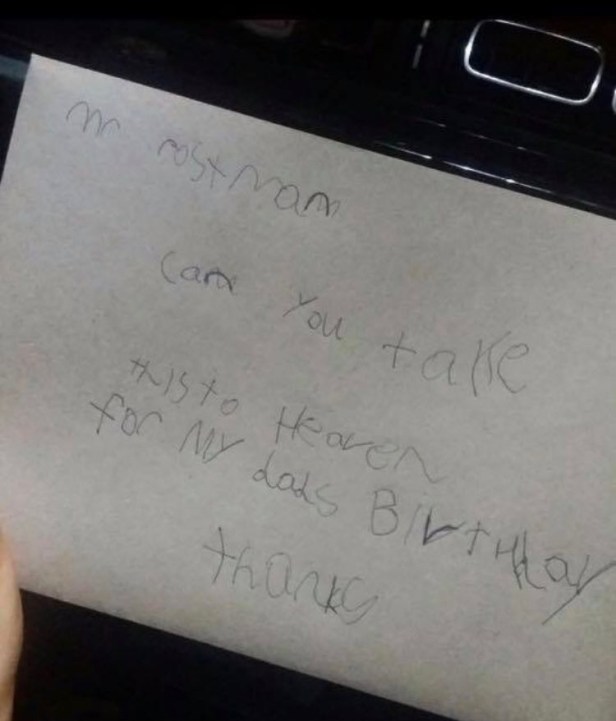 Mr Postman
Can You take
this to Heaven
for My dads BirtHday
thanks